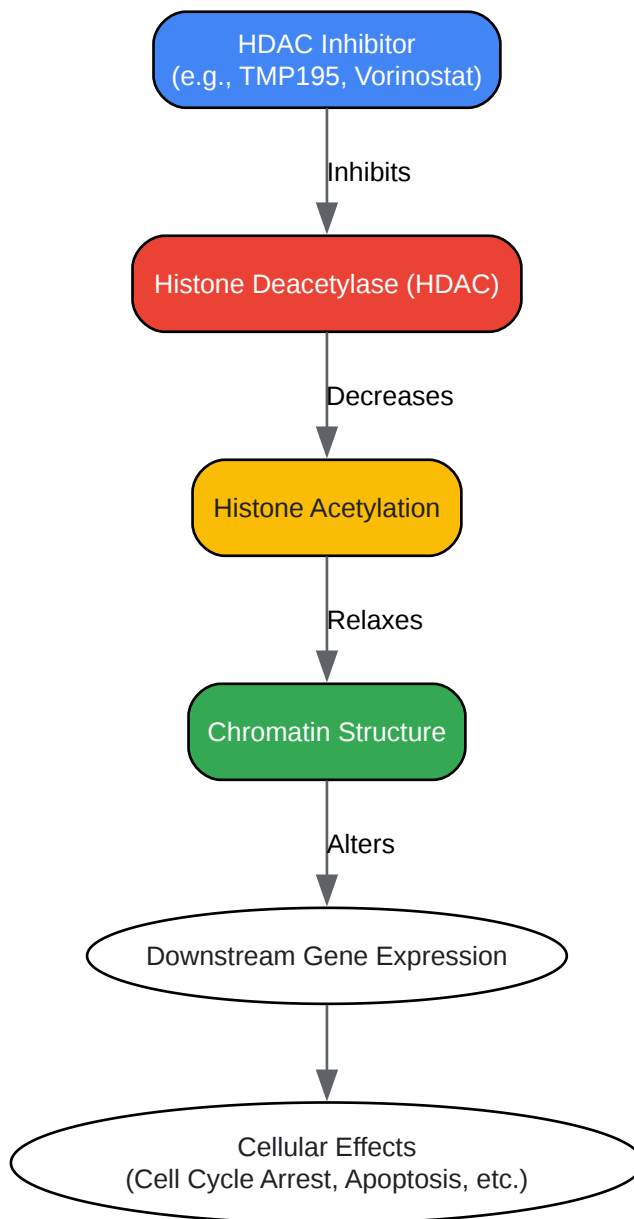 HDAC Inhibitor
(e.g., TMP195, Vorinostat)
Inhibits
Histone Deacetylase (HDAC)
Decreases
Histone Acetylation
Relaxes
Chromatin Structure
Alters
Downstream Gene Expression
Cellular Effects
(Cell Cycle Arrest, Apoptosis, etc.)